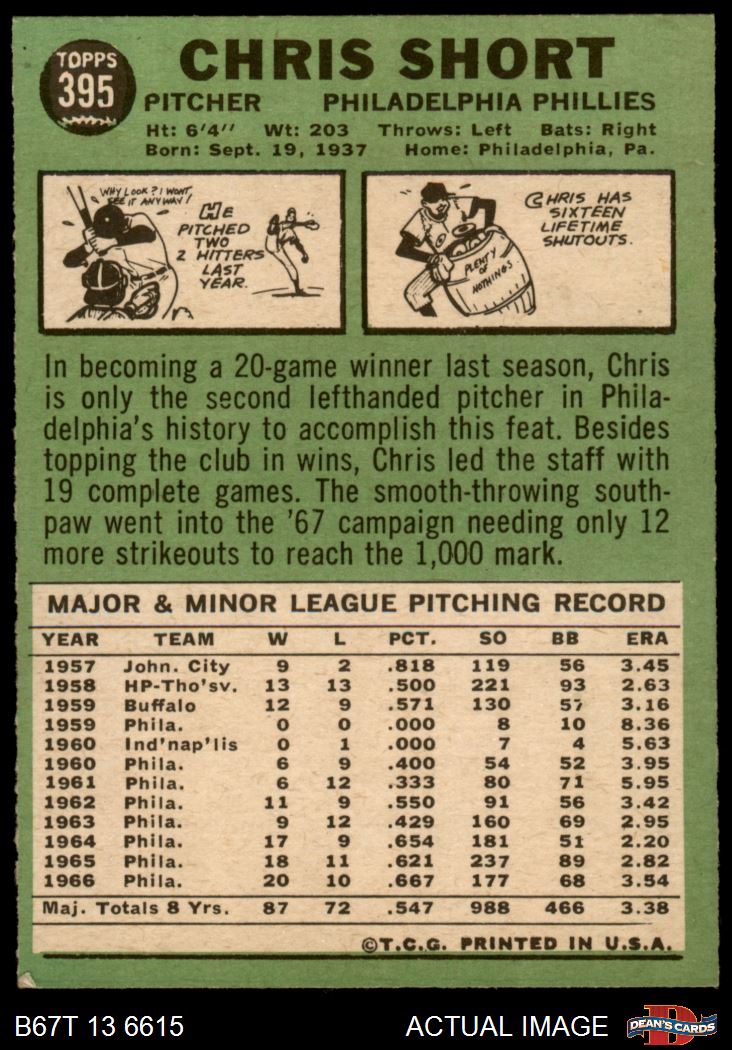 TOPPS
395
CHRIS SHORT
PITCHER PHILADELPHIA PHILLIES
Ht: 6'4" Wt: 203 Throws: Left Bats: Right
Born: Sept. 19, 1937 Home: Philadelphia, Pa.
WHY LOOK? I WON'T
SEE IT ANYWAY!
HE
PITCHED
TWO
2 HITTERS
LAST
YEAR.
CHRIS HAS
SIXTEEN
LIFETIME
SHUTOUTS.
PLENTY
OF
NOTHINGS
In becoming a 20-game winner last season, Chris
is only the second lefthanded pitcher in Phila-
delphia's history to accomplish this feat. Besides
topping the club in wins, Chris led the staff with
19 complete games. The smooth-throwing south-
paw went into the '67 campaign needing only 12
more strikeouts to reach the 1,000 mark.
MAJOR & MINOR LEAGUE PITCHING RECORD
YEAR TEAM W L PCT. SO BB ERA
1957 John. City 9 2 .818 119 56 3.45
1958 HP-Tho'sv. 13 13 .500 221 93 2.63
1959 Buffalo 12 9 .571 130 57 3.16
1959 Phila. 0 0 .000 8 10 8.36
1960 Ind'nap'lis 0 1 .000 7 4 5.63
1960 Phila. 6 9 .400 54 52 3.95
1961 Phila. 6 12 .333 80 71 5.95
1962 Phila. 11 9 .550 91 56 3.42
1963 Phila. 9 12 .429 160 69 2.95
1964 Phila. 17 9 .654 181 51 2.20
1965 Phila. 18 11 .621 237 89 2.82
1966 Phila. 20 10 .667 177 68 3.54
Maj. Totals 8 Yrs. 87 72 .547 988 466 3.38
©T.C.G. PRINTED IN U.S.A.
B67T 13 6615 ACTUAL IMAGE
D
DEAN'S CARDS